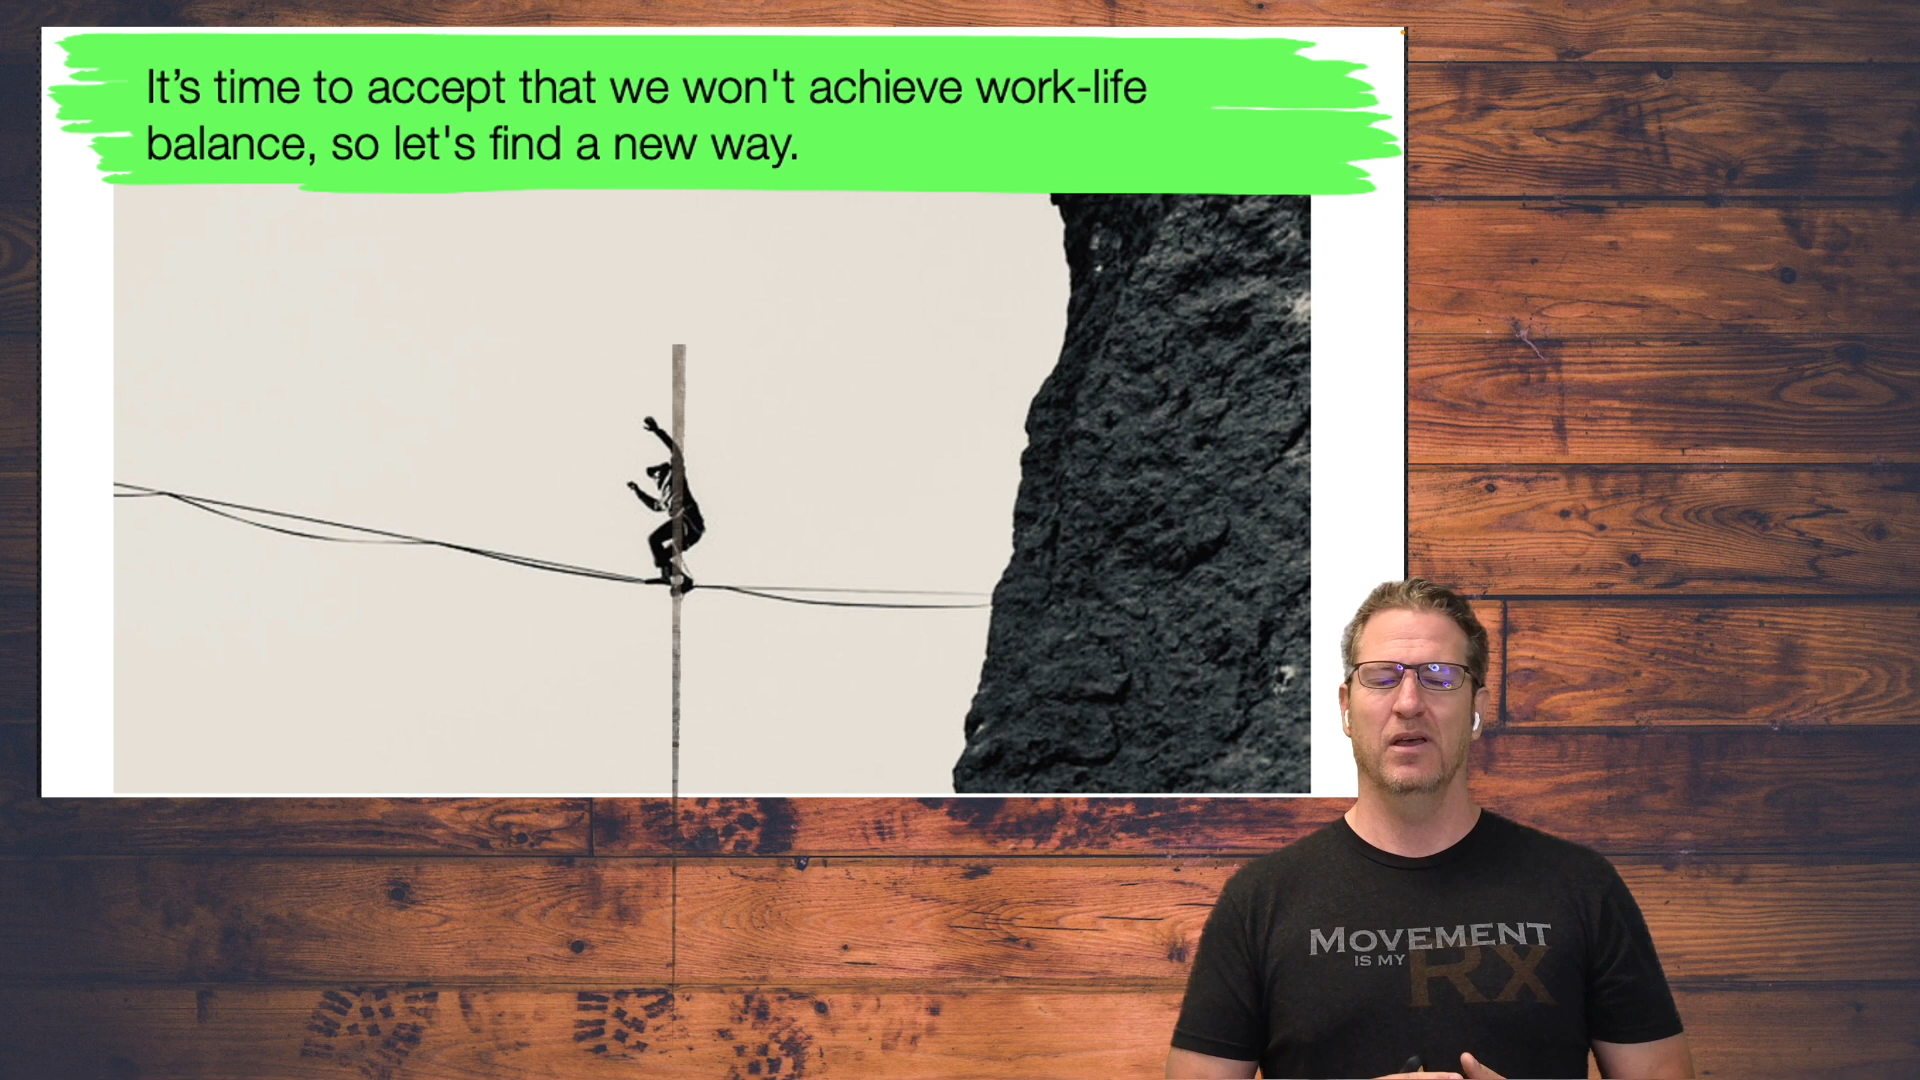 It’s time to accept that we won't achieve work-life
balance, so let's find a new way.
MOVEMENT
IS MY RX